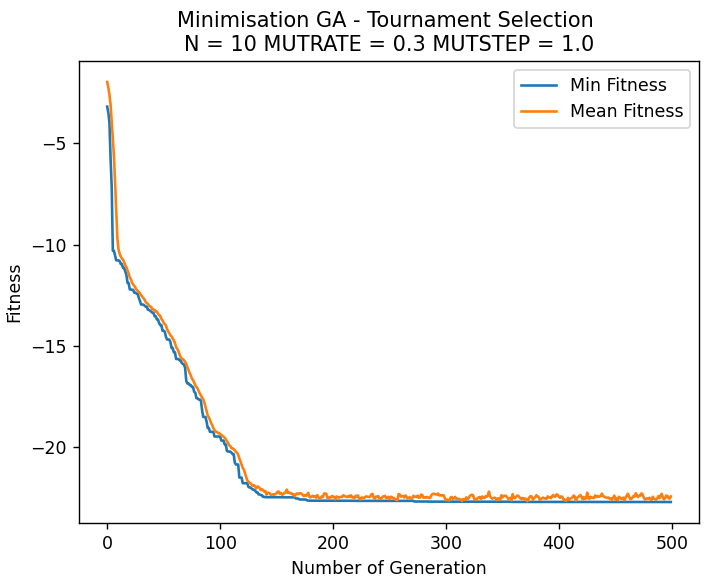 Minimisation GA - Tournament Selection
N = 10 MUTRATE = 0.3 MUTSTEP = 1.0
Min Fitness
Mean Fitness
−5
−10
−15
−20
Fitness
0 100 200 300 400 500
Number of Generation